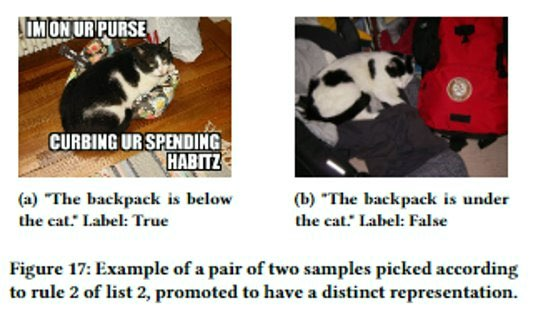 IM ON UR PURSE
CURBING UR SPENDING
HABITZ
(a) "The backpack is below
the cat." Label: True
(b) "The backpack is under
the cat." Label: False
Figure 17: Example of a pair of two samples picked according
to rule 2 of list 2, promoted to have a distinct representation.